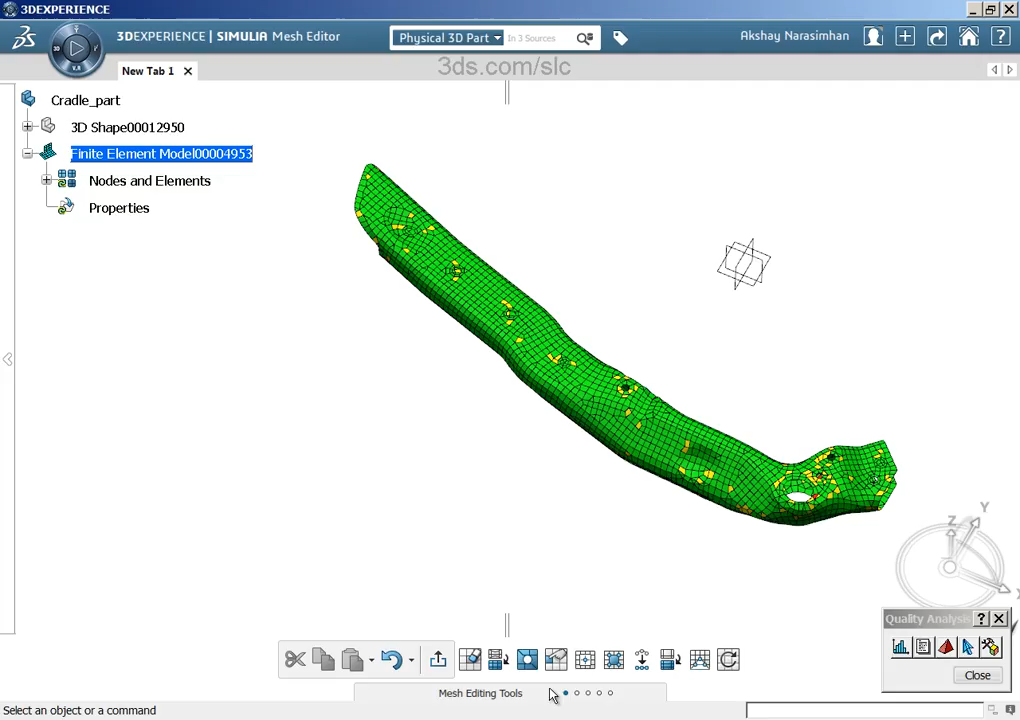 3DEXPERIENCE
3DEXPERIENCE | SIMULIA Mesh Editor
Physical 3D Part
In 3 Sources
Akshay Narasimhan
V.R
New Tab 1
3ds.com/slc
Cradle_part
3D Shape00012950
Finite Element Model00004953
Nodes and Elements
Properties
Y
Z
X
Quality Analysis
Close
Mesh Editing Tools
Select an object or a command